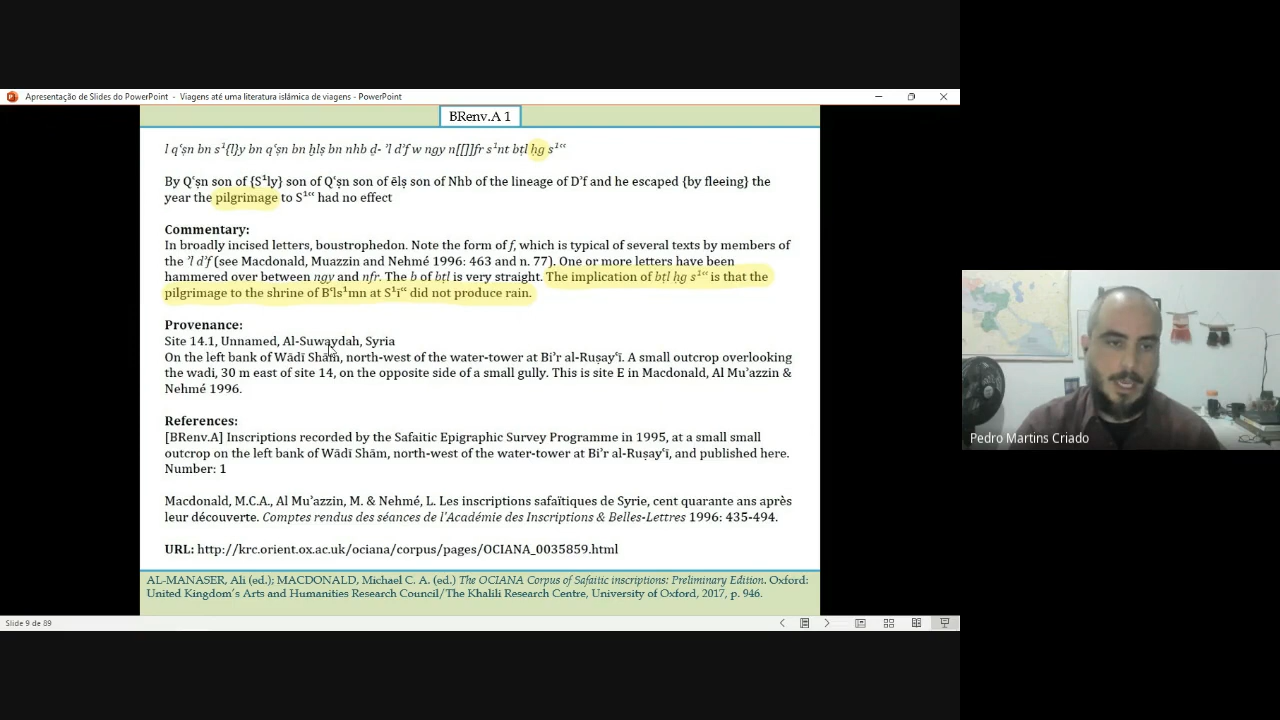 Apresentação de Slides do PowerPoint - Viagens até uma literatura islâmica de viagens - PowerPoint
BRenv.A 1
l qʿṣn bn s¹{l}y bn qʿṣn bn ḫlṣ bn nhb ḏ- ʾl ḍʾf w ngy n[[]]fr s¹nt bṭl ḥg s¹ʿʿ
By Qʿṣn son of {S¹ly} son of Qʿṣn son of ēlṣ son of Nhb of the lineage of Ḍʾf and he escaped {by fleeing} the
year the pilgrimage to S¹ʿʿ had no effect
Commentary:
In broadly incised letters, boustrophedon. Note the form of f, which is typical of several texts by members of
the ʾl ḍʾf (see Macdonald, Muazzin and Nehmé 1996: 463 and n. 77). One or more letters have been
hammered over between ngy and nfr. The b of bṭl is very straight. The implication of bṭl ḥg s¹ʿʿ is that the
pilgrimage to the shrine of Bʿls¹mn at S¹īʿʿ did not produce rain.
Provenance:
Site 14.1, Unnamed, Al-Suwaydah, Syria
On the left bank of Wādī Shām, north-west of the water-tower at Biʾr al-Ruṣayʿī. A small outcrop overlooking
the wadi, 30 m east of site 14, on the opposite side of a small gully. This is site E in Macdonald, Al Muʾazzin &
Nehmé 1996.
References:
[BRenv.A] Inscriptions recorded by the Safaitic Epigraphic Survey Programme in 1995, at a small small
outcrop on the left bank of Wādī Shām, north-west of the water-tower at Biʾr al-Ruṣayʿī, and published here.
Number: 1
Macdonald, M.C.A., Al Muʾazzin, M. & Nehmé, L. Les inscriptions safaïtiques de Syrie, cent quarante ans après
leur découverte. Comptes rendus des séances de l'Académie des Inscriptions & Belles-Lettres 1996: 435-494.
URL: http://krc.orient.ox.ac.uk/ociana/corpus/pages/OCIANA_0035859.html
AL-MANASER, Ali (ed.); MACDONALD, Michael C. A. (ed.) The OCIANA Corpus of Safaitic inscriptions: Preliminary Edition. Oxford:
United Kingdom's Arts and Humanities Research Council/The Khalili Research Centre, University of Oxford, 2017, p. 946.
Slide 9 de 89
Pedro Martins Criado